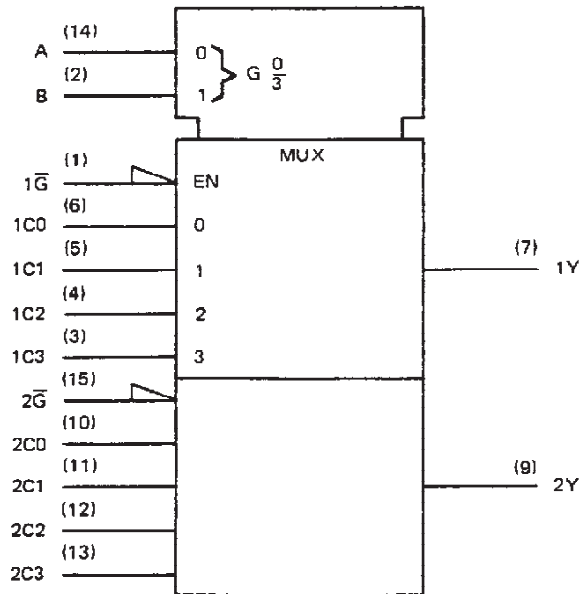 (14)
A 0
G 0/3
(2)
B 1
MUX
(1)
1G̅ EN
(6)
1C0 0
(5) (7)
1C1 1 1Y
(4)
1C2 2
(3)
1C3 3
(15)
2G̅
(10)
2C0
(11) (9)
2C1 2Y
(12)
2C2
(13)
2C3